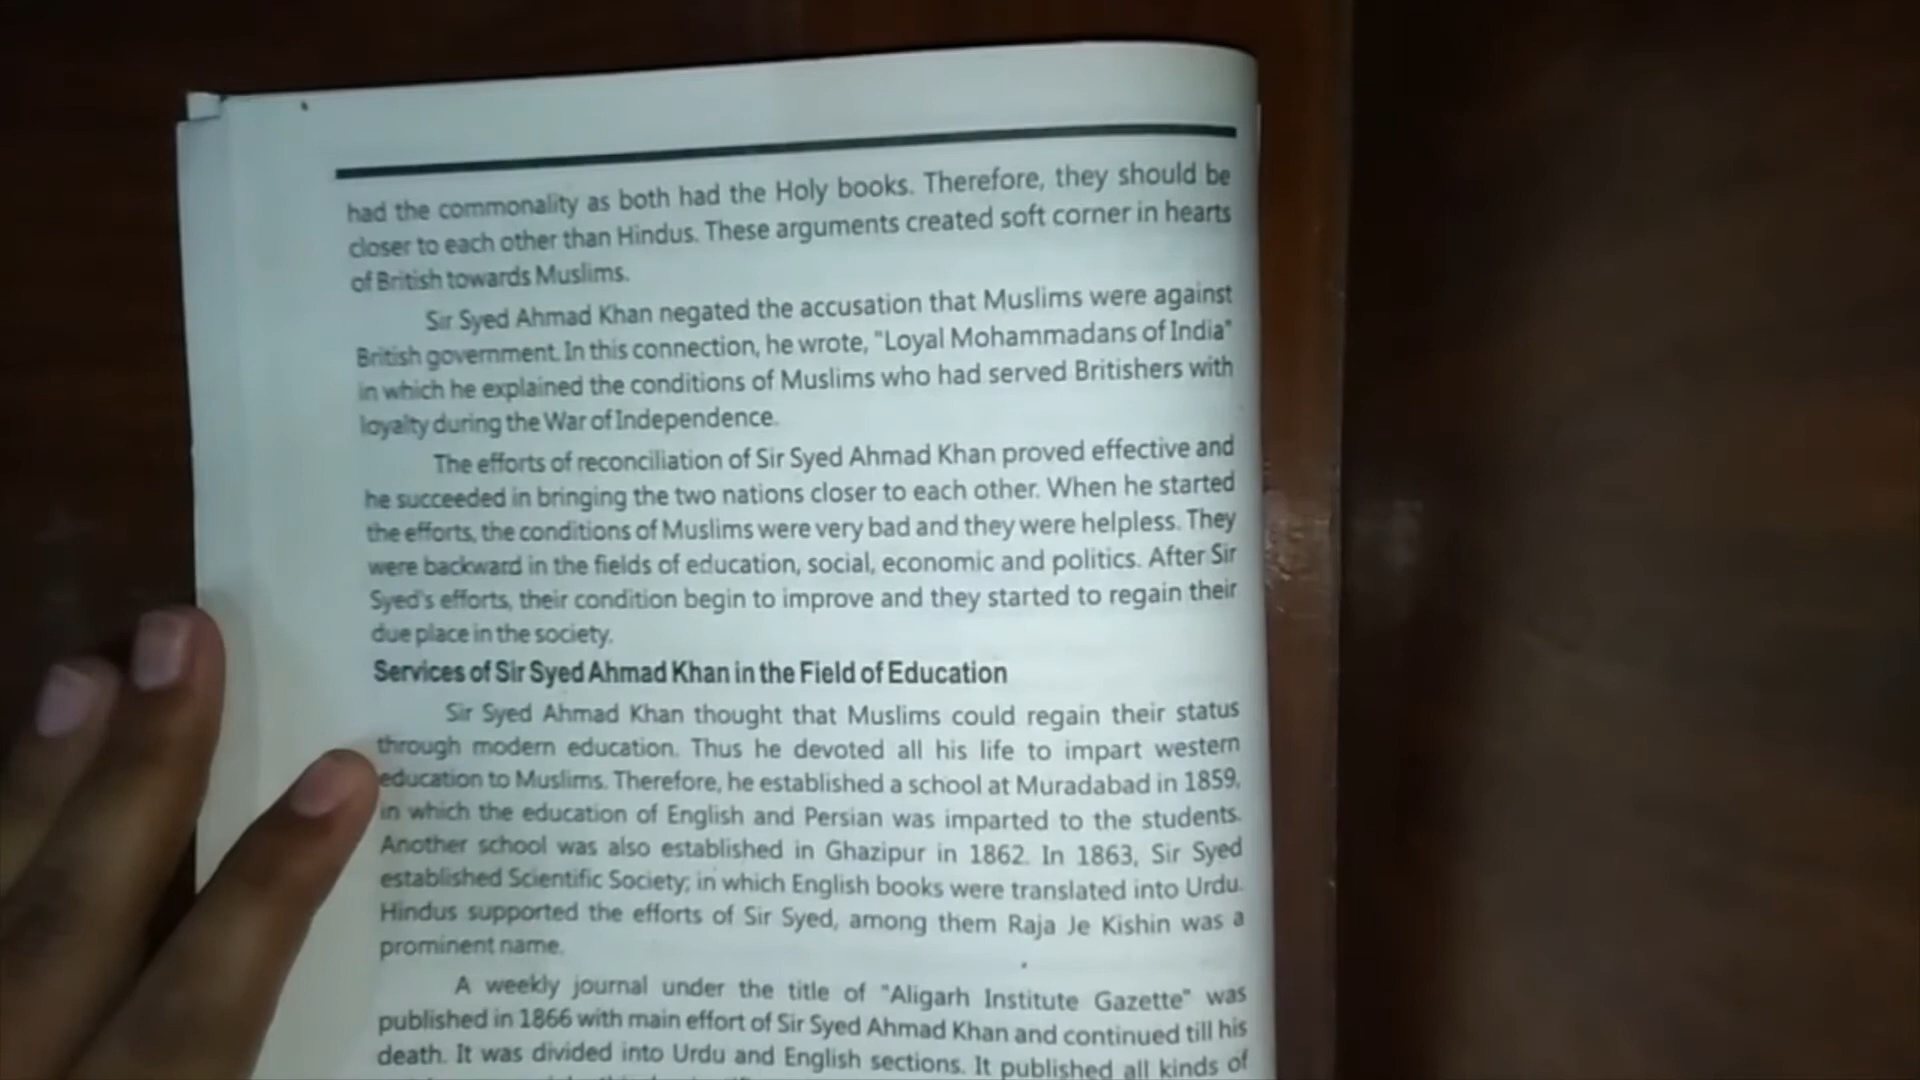 had the commonality as both had the Holy books. Therefore, they should be
closer to each other than Hindus. These arguments created soft corner in hearts
of British towards Muslims.
Sir Syed Ahmad Khan negated the accusation that Muslims were against
British government. In this connection, he wrote, "Loyal Mohammadans of India"
in which he explained the conditions of Muslims who had served Britishers with
loyalty during the War of Independence.
The efforts of reconciliation of Sir Syed Ahmad Khan proved effective and
he succeeded in bringing the two nations closer to each other. When he started
the efforts, the conditions of Muslims were very bad and they were helpless. They
were backward in the fields of education, social, economic and politics. After Sir
Syed's efforts, their condition begin to improve and they started to regain their
due place in the society.
Services of Sir Syed Ahmad Khan in the Field of Education
Sir Syed Ahmad Khan thought that Muslims could regain their status
through modern education. Thus he devoted all his life to impart western
education to Muslims. Therefore, he established a school at Muradabad in 1859,
in which the education of English and Persian was imparted to the students.
Another school was also established in Ghazipur in 1862. In 1863, Sir Syed
established Scientific Society; in which English books were translated into Urdu.
Hindus supported the efforts of Sir Syed, among them Raja Je Kishin was a
prominent name.
A weekly journal under the title of "Aligarh Institute Gazette" was
published in 1866 with main effort of Sir Syed Ahmad Khan and continued till his
death. It was divided into Urdu and English sections. It published all kinds of